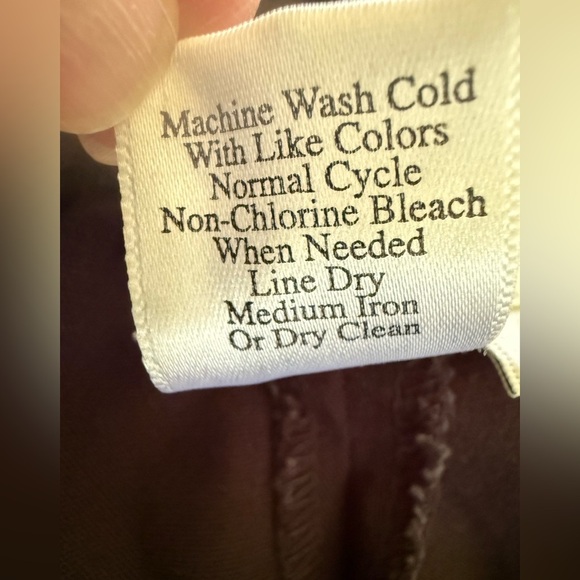 Machine Wash Cold
With Like Colors
Normal Cycle
Non-Chlorine Bleach
When Needed
Line Dry
Medium Iron
Or Dry Clean